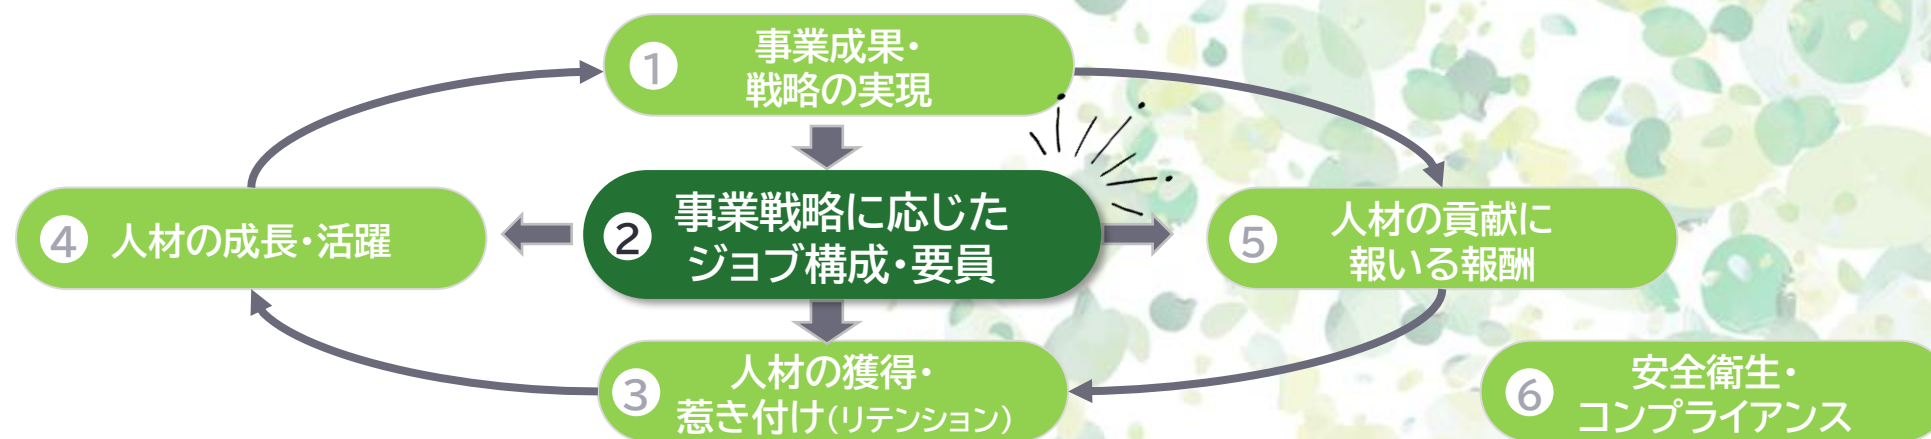 1 事業成果・
戦略の実現
2 事業戦略に応じた
ジョブ構成・要員
4 人材の成長・活躍
5 人材の貢献に
報いる報酬
3 人材の獲得・
惹き付け(リテンション)
6 安全衛生・
コンプライアンス